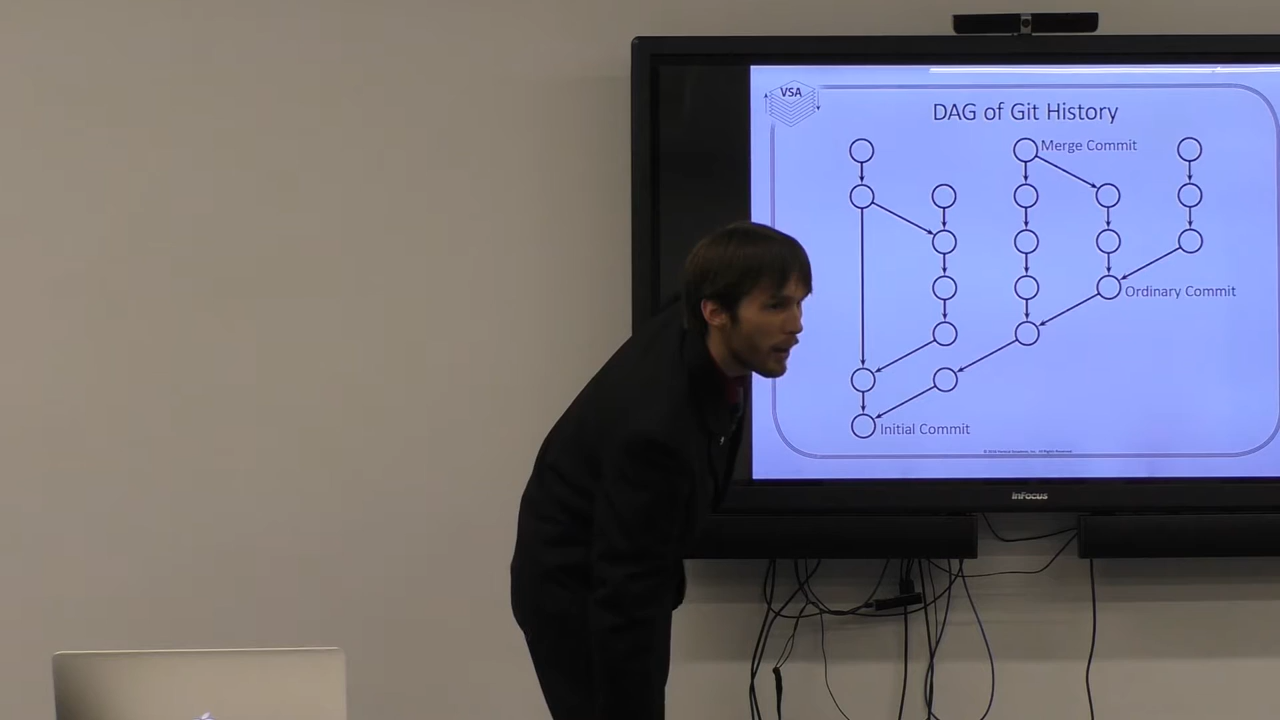 VSA
DAG of Git History
Merge Commit
Ordinary Commit
Initial Commit
InFocus